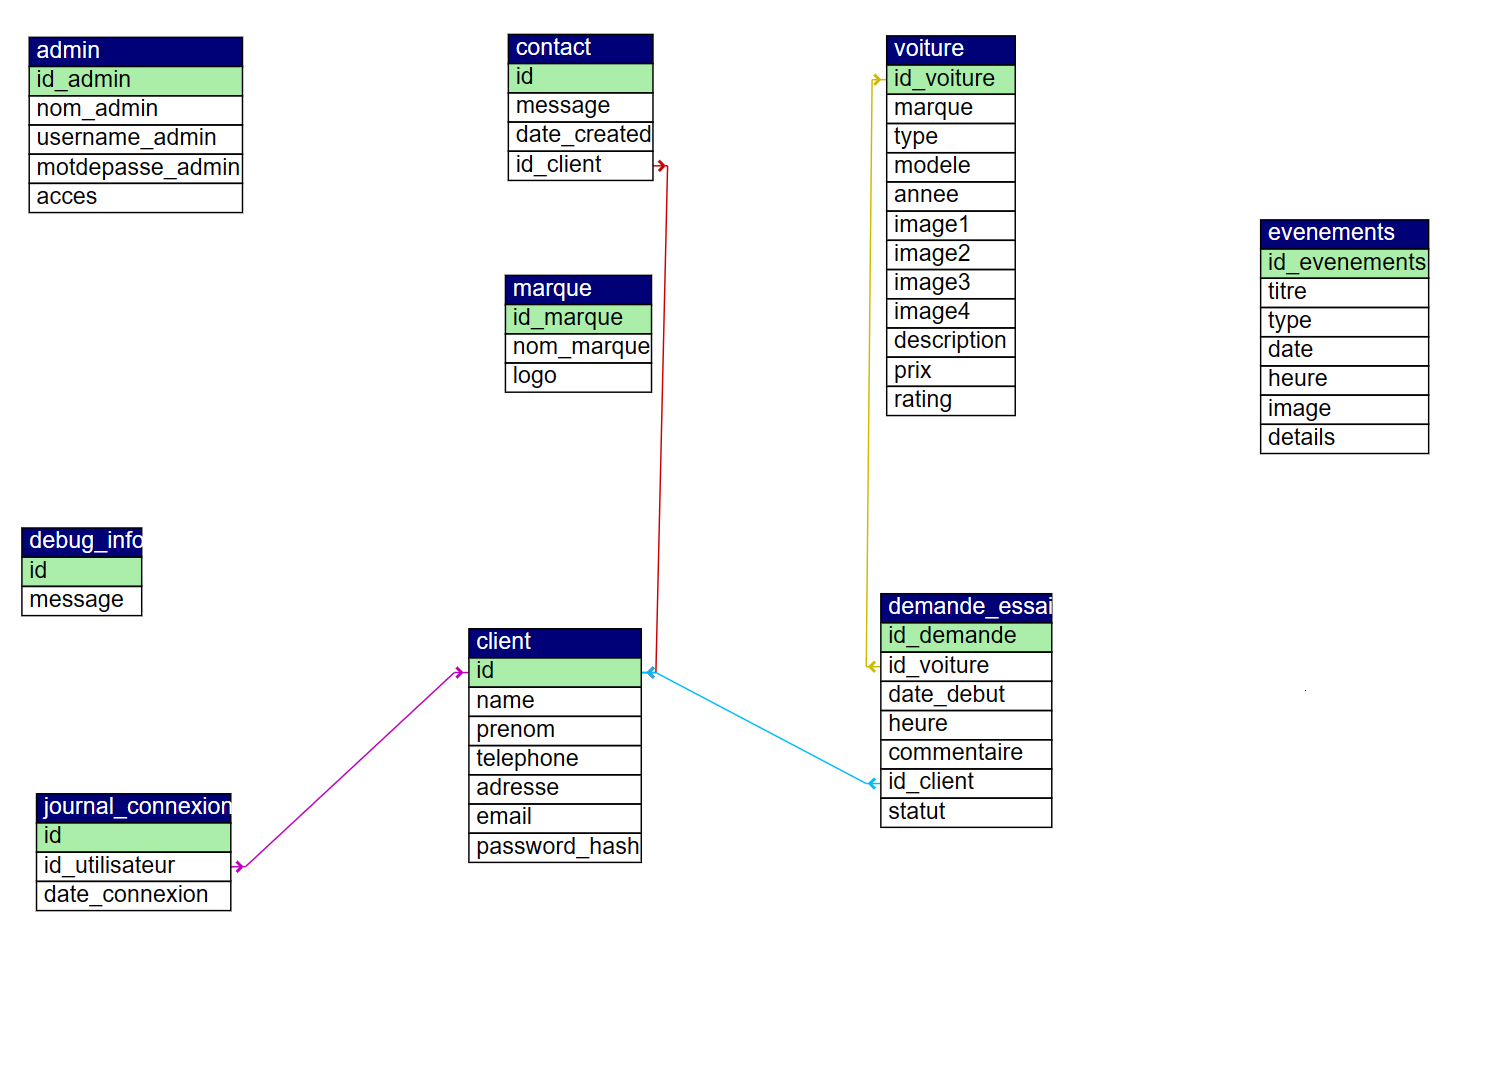 admin
id_admin
nom_admin
username_admin
motdepasse_admin
acces
contact
id
message
date_created
id_client
voiture
id_voiture
marque
type
modele
annee
image1
image2
image3
image4
description
prix
rating
evenements
id_evenements
titre
type
date
heure
image
details
marque
id_marque
nom_marque
logo
debug_info
id
message
client
id
name
prenom
telephone
adresse
email
password_hash
demande_essai
id_demande
id_voiture
date_debut
heure
commentaire
id_client
statut
journal_connexion
id
id_utilisateur
date_connexion